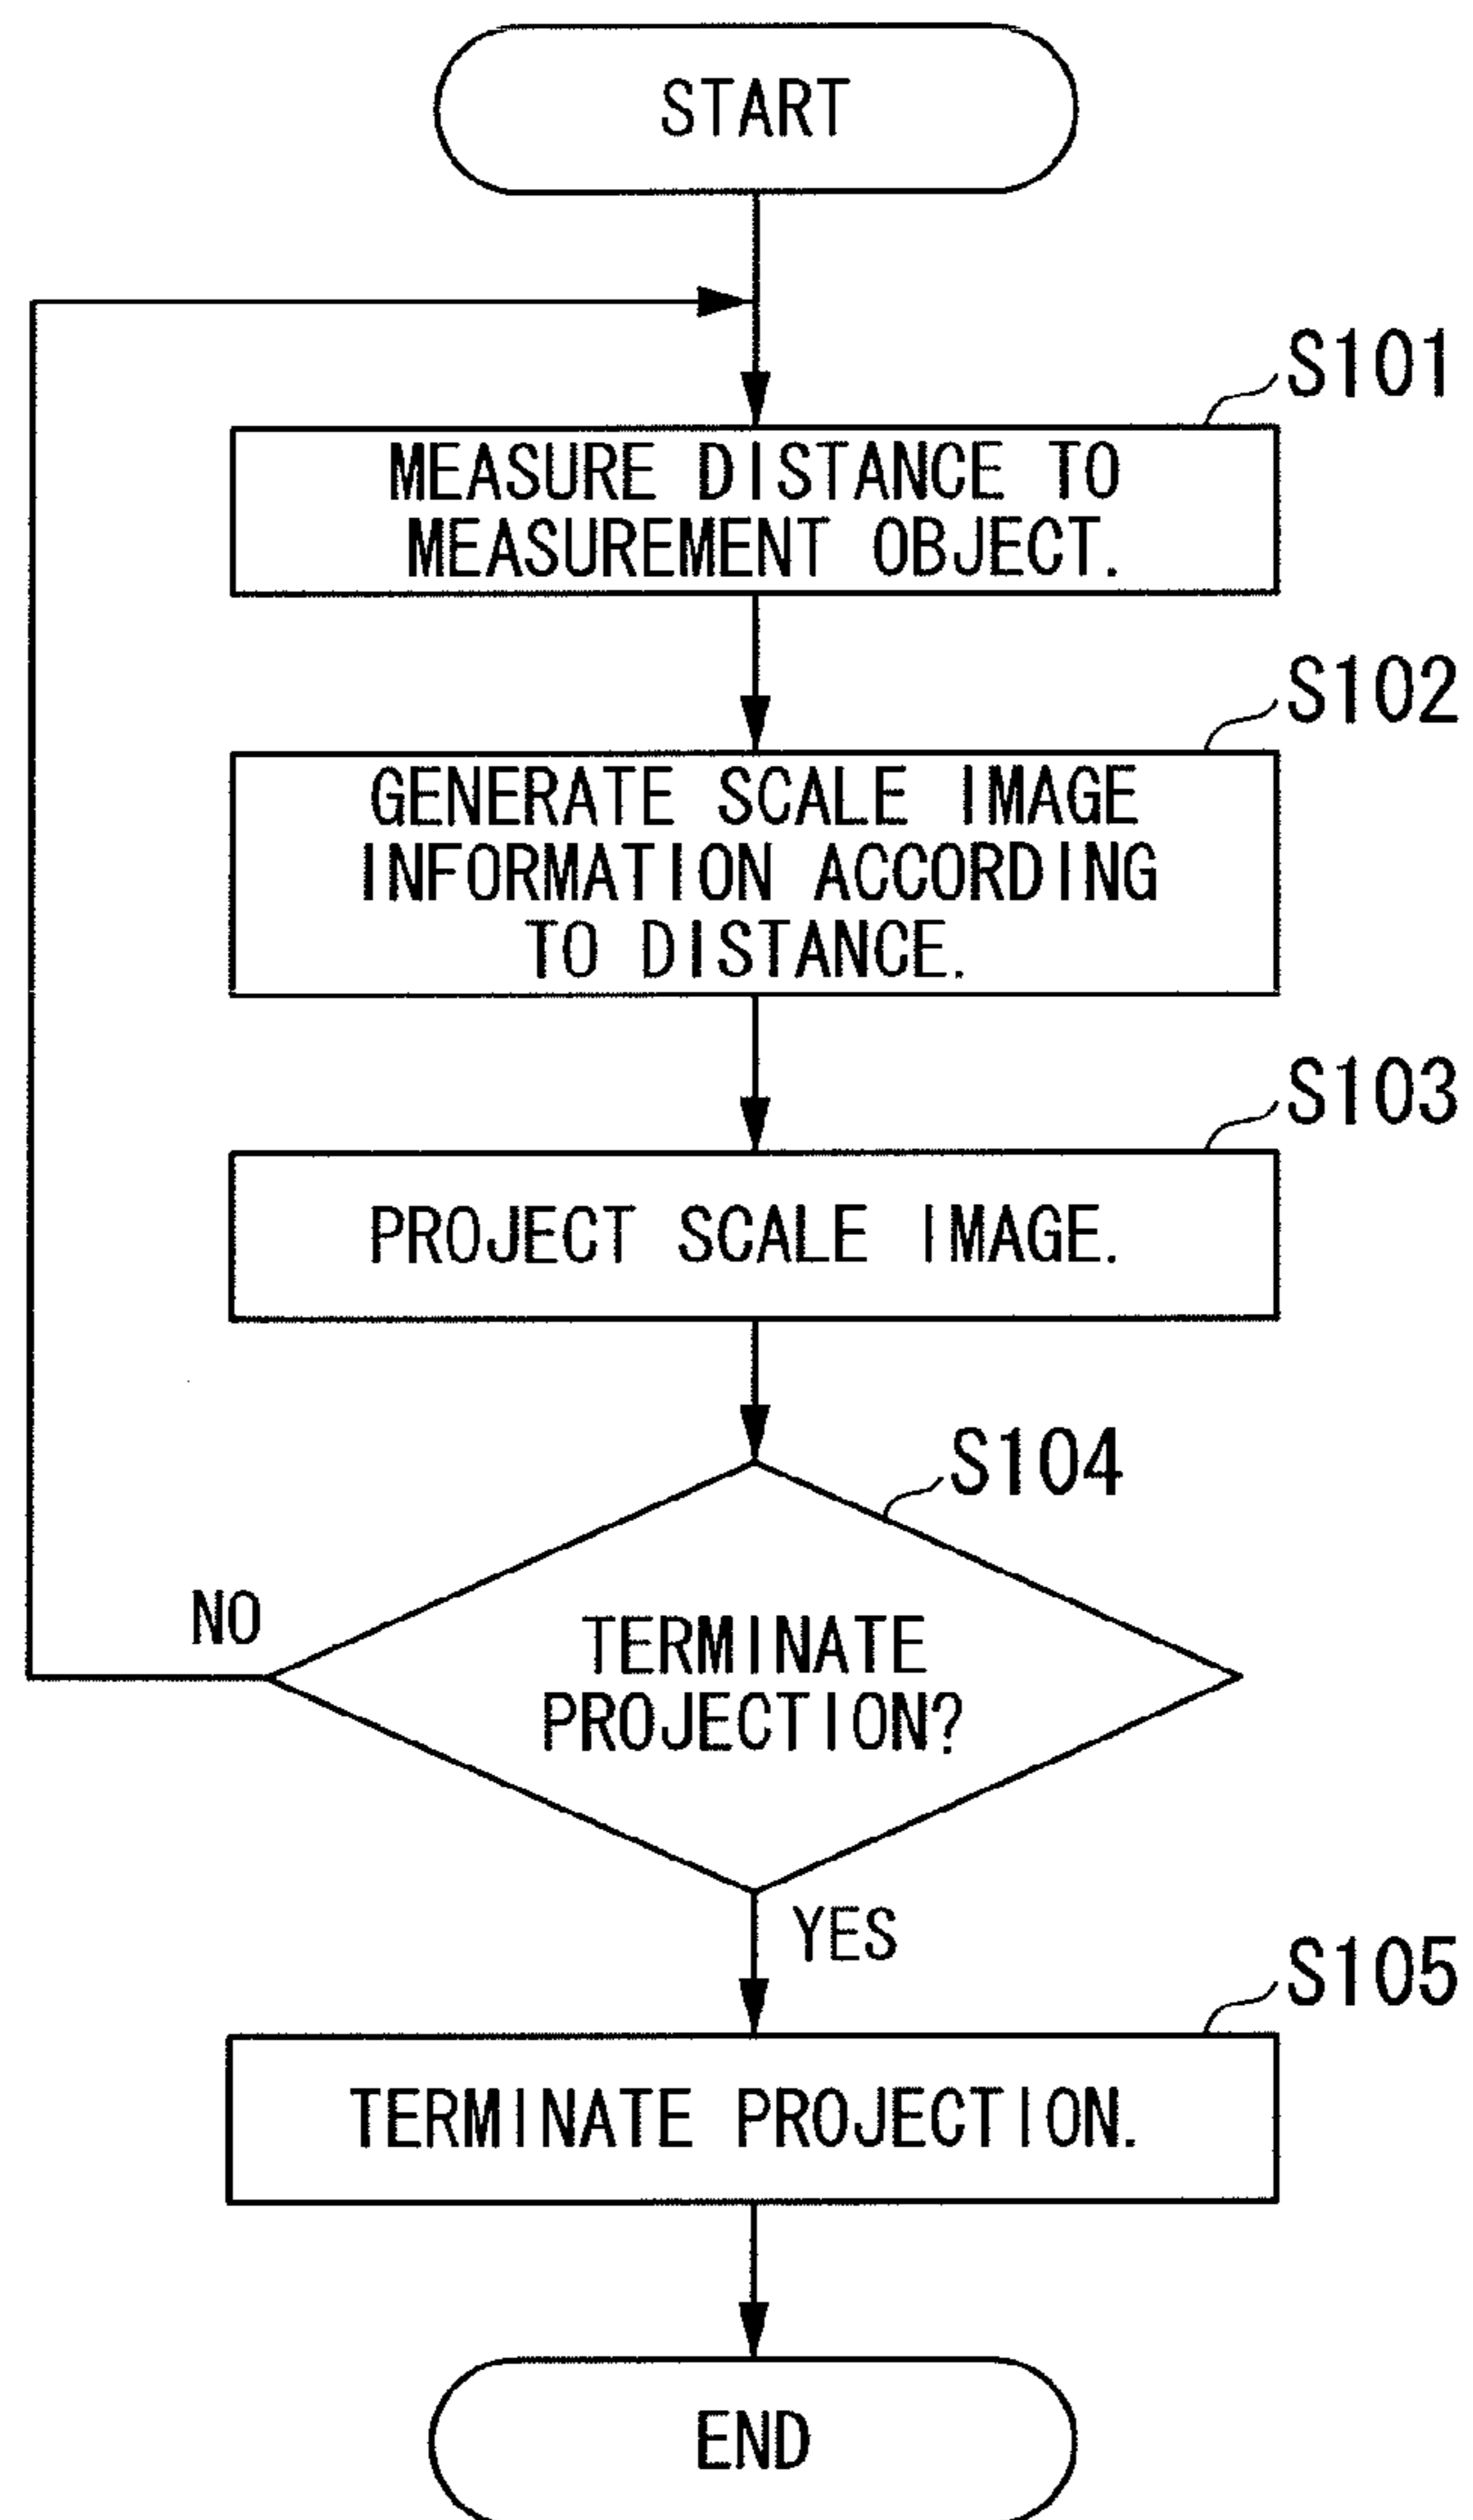 START
S101
MEASURE DISTANCE TO
MEASUREMENT OBJECT.
S102
GENERATE SCALE IMAGE
INFORMATION ACCORDING
TO DISTANCE.
S103
PROJECT SCALE IMAGE.
S104
TERMINATE
PROJECTION?
NO
YES
S105
TERMINATE PROJECTION.
END